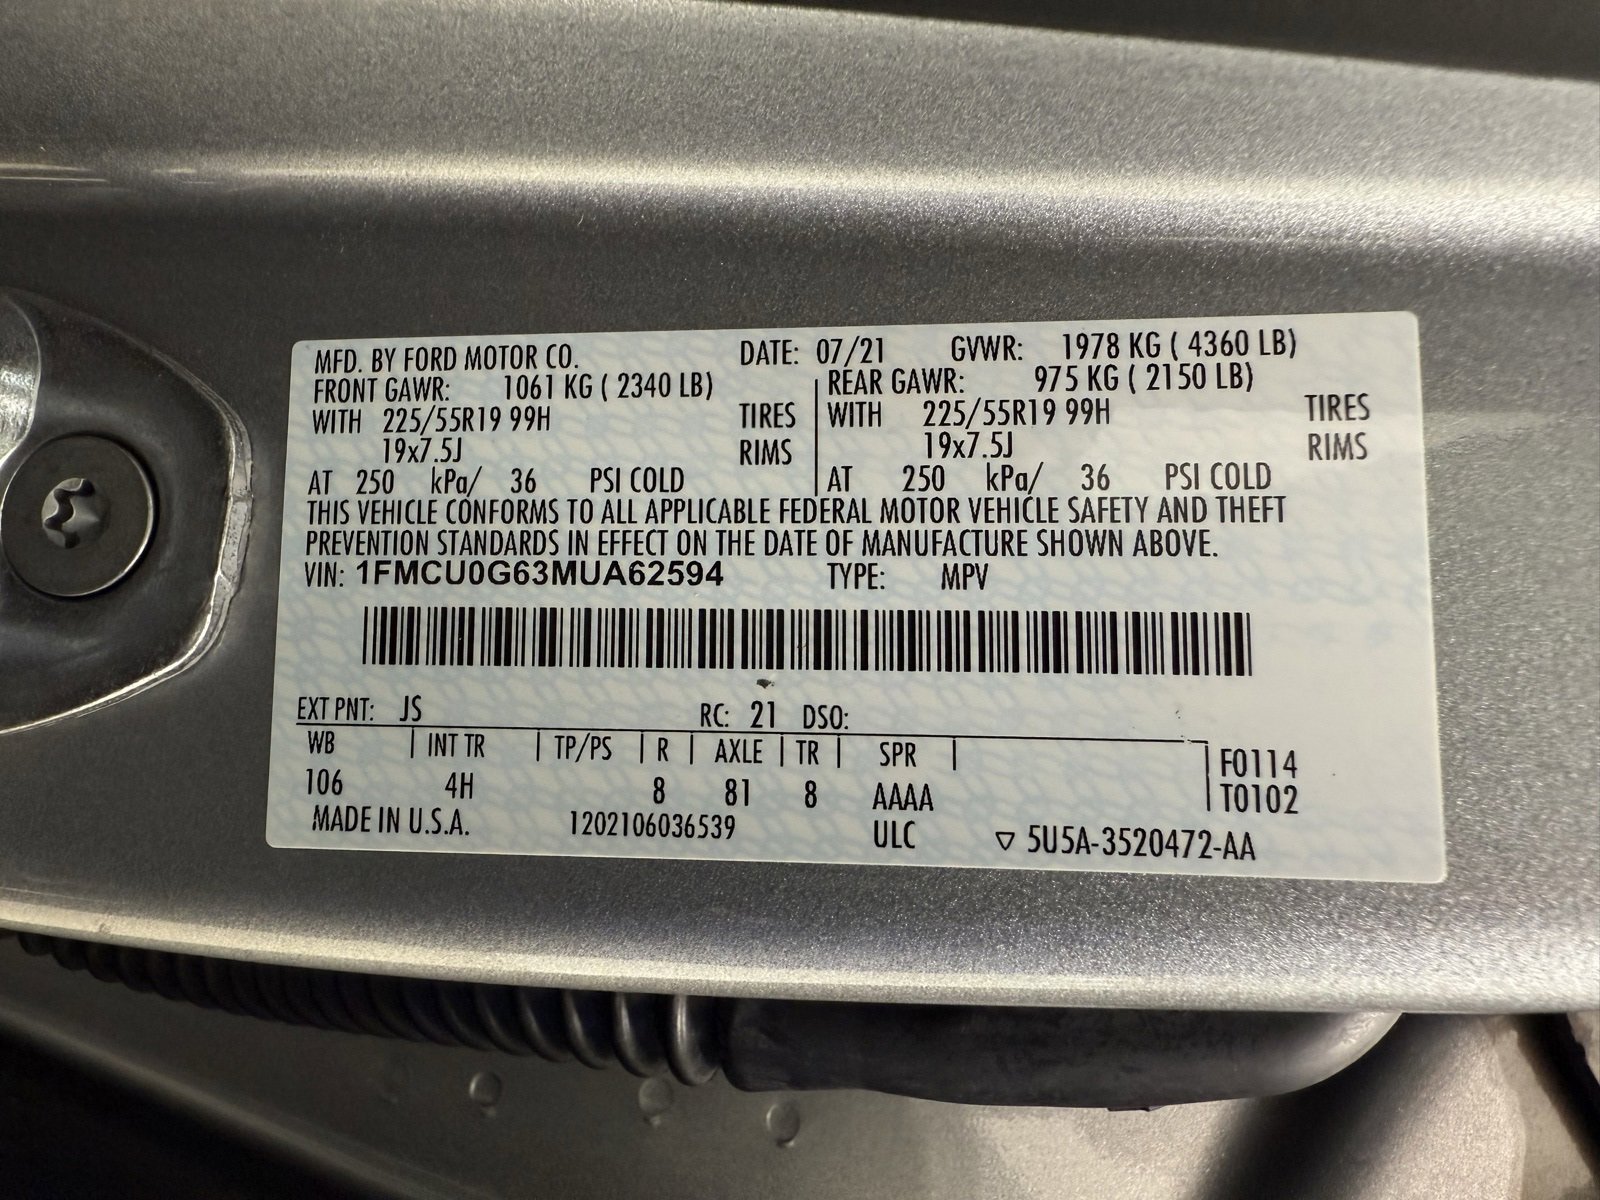 MFD. BY FORD MOTOR CO. DATE: 07/21 GVWR: 1978 KG ( 4360 LB)
FRONT GAWR: 1061 KG ( 2340 LB) REAR GAWR: 975 KG ( 2150 LB)
WITH 225/55R19 99H TIRES WITH 225/55R19 99H TIRES
19x7.5J RIMS 19x7.5J RIMS
AT 250 kPa/ 36 PSI COLD AT 250 kPa/ 36 PSI COLD
THIS VEHICLE CONFORMS TO ALL APPLICABLE FEDERAL MOTOR VEHICLE SAFETY AND THEFT
PREVENTION STANDARDS IN EFFECT ON THE DATE OF MANUFACTURE SHOWN ABOVE.
VIN: 1FMCU0G63MUA62594 TYPE: MPV
EXT PNT: JS RC: 21 DSO:
WB | INT TR | TP/PS | R | AXLE | TR | SPR | F0114
106 4H 8 81 8 AAAA T0102
MADE IN U.S.A. 1202106036539 ULC ▽ 5U5A-3520472-AA